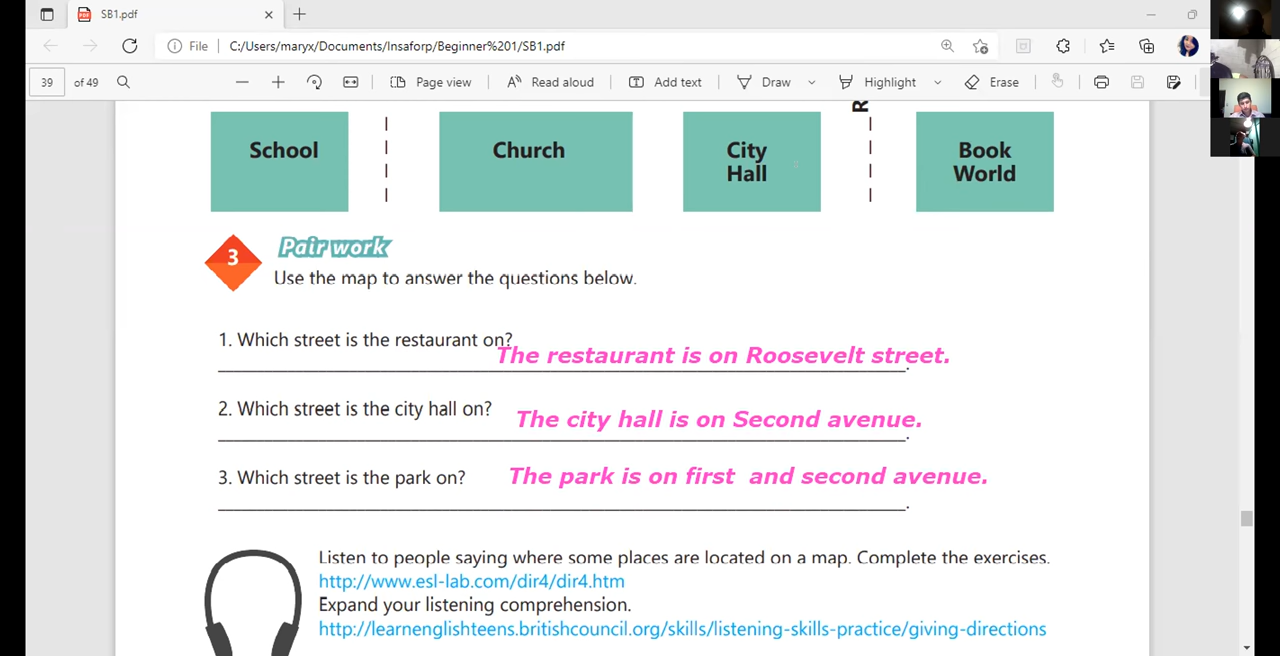 SB1.pdf
File C:/Users/maryx/Documents/Insaforp/Beginner%201/SB1.pdf
39 of 49 Page view Read aloud Add text Draw Highlight Erase
R
School Church City Hall Book World
3 Pair work
Use the map to answer the questions below.
1. Which street is the restaurant on?
The restaurant is on Roosevelt street.
2. Which street is the city hall on?
The city hall is on Second avenue.
3. Which street is the park on?
The park is on first and second avenue.
Listen to people saying where some places are located on a map. Complete the exercises.
http://www.esl-lab.com/dir4/dir4.htm
Expand your listening comprehension.
http://learnenglishteens.britishcouncil.org/skills/listening-skills-practice/giving-directions